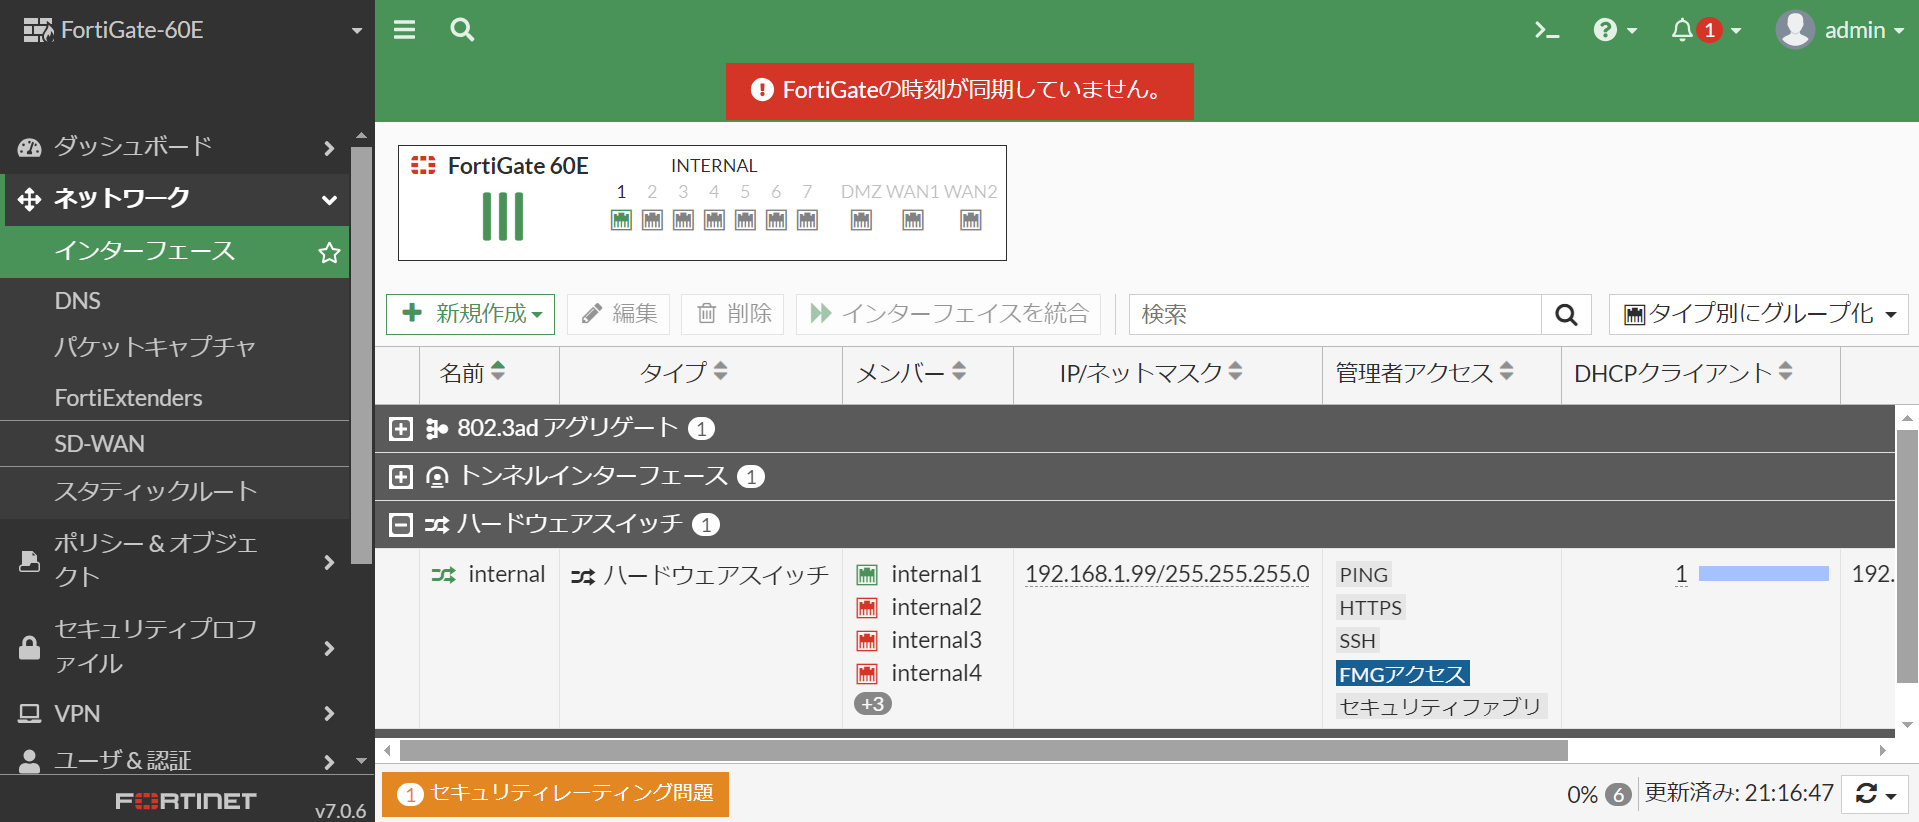 FortiGate-60E
1
admin
FortiGateの時刻が同期していません。
ダッシュボード
ネットワーク
インターフェース
DNS
パケットキャプチャ
FortiExtenders
SD-WAN
スタティックルート
ポリシー & オブジェ
クト
セキュリティプロフ
ァイル
VPN
ユーザ & 認証
FORTINET
v7.0.6
FortiGate 60E
INTERNAL
1 2 3 4 5 6 7 DMZ WAN1 WAN2
新規作成
編集
削除
インターフェイスを統合
検索
タイプ別にグループ化
名前 タイプ メンバー IP/ネットマスク 管理者アクセス DHCPクライアント
802.3ad アグリゲート 1
トンネルインターフェース 1
ハードウェアスイッチ 1
internal ハードウェアスイッチ internal1 192.168.1.99/255.255.255.0 PING 1 192.
internal2 HTTPS
internal3 SSH
internal4 FMGアクセス
+3 セキュリティファブリ
1 セキュリティレーティング問題
0% 6 更新済み: 21:16:47